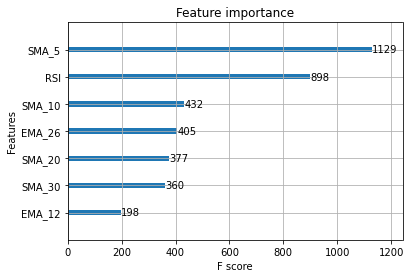 Feature importance
Features
SMA_5 1129
RSI 898
SMA_10 432
EMA_26 405
SMA_20 377
SMA_30 360
EMA_12 198
0 200 400 600 800 1000 1200
F score